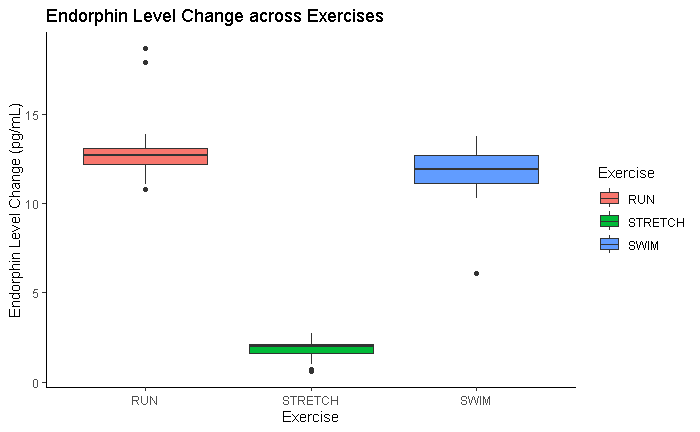 Endorphin Level Change across Exercises
Endorphin Level Change (pg/mL)
15
10
5
0
RUN
STRETCH
SWIM
Exercise
Exercise
RUN
STRETCH
SWIM